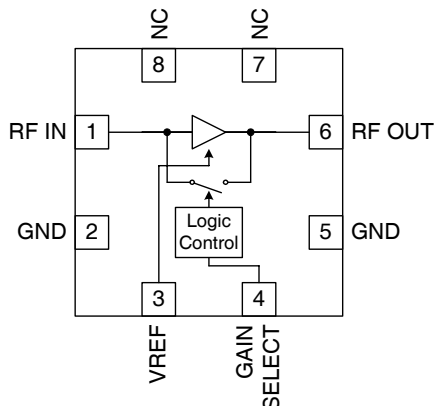 NC
NC
8
7
RF IN
1
6
RF OUT
GND
2
Logic
Control
5
GND
3
4
VREF
GAIN
SELECT